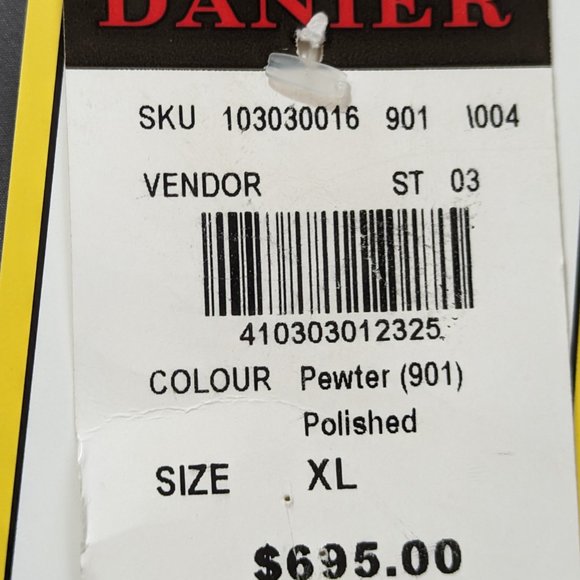 DANIER
SKU 103030016 901 \004
VENDOR ST 03
410303012325
COLOUR Pewter (901)
Polished
SIZE XL
$695.00